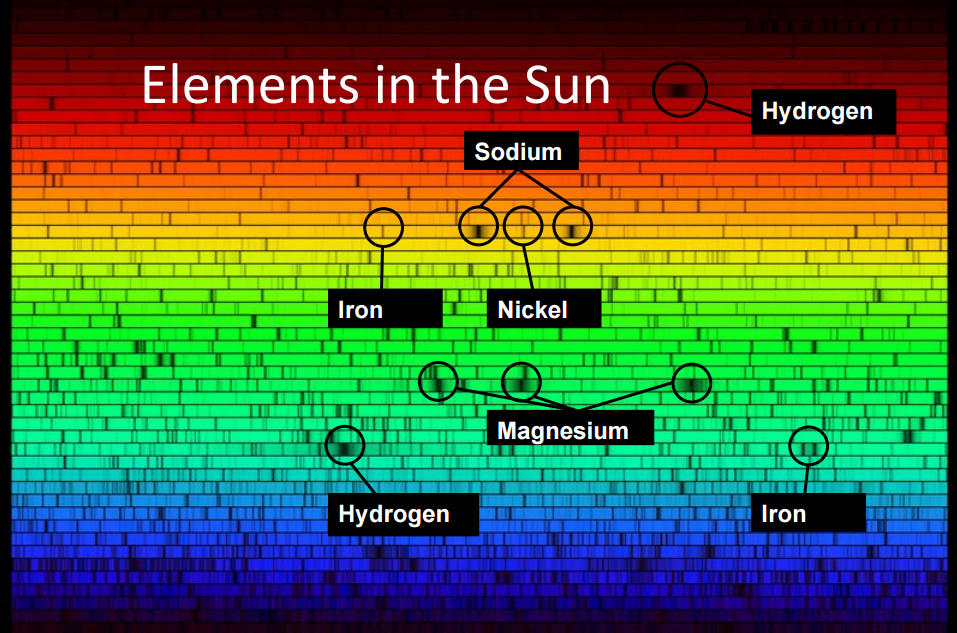 Elements in the Sun
Hydrogen
Sodium
Iron
Nickel
Magnesium
Hydrogen
Iron